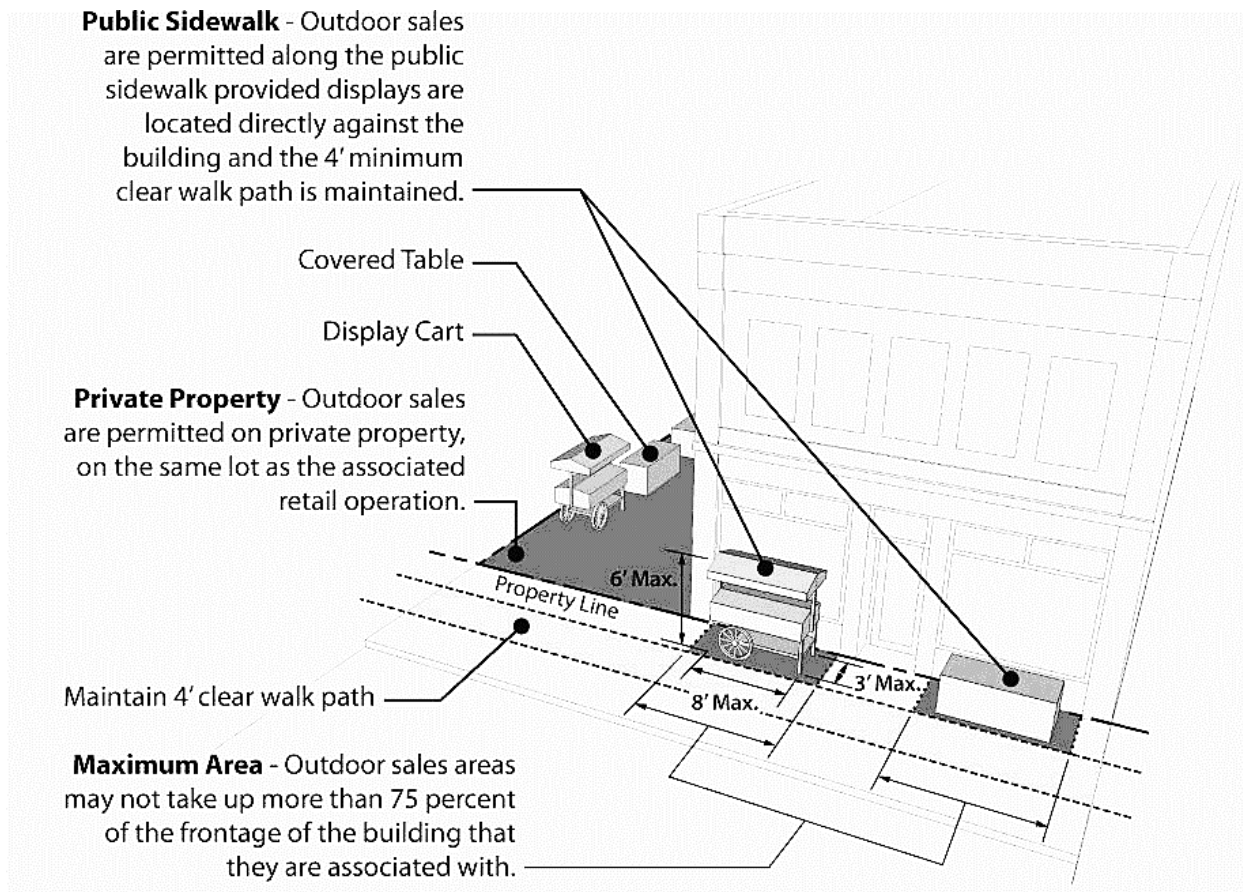 Public Sidewalk - Outdoor sales
are permitted along the public
sidewalk provided displays are
located directly against the
building and the 4' minimum
clear walk path is maintained.
Covered Table
Display Cart
Private Property - Outdoor sales
are permitted on private property,
on the same lot as the associated
retail operation.
6' Max.
Property Line
3' Max.
8' Max.
Maintain 4' clear walk path
Maximum Area - Outdoor sales areas
may not take up more than 75 percent
of the frontage of the building that
they are associated with.